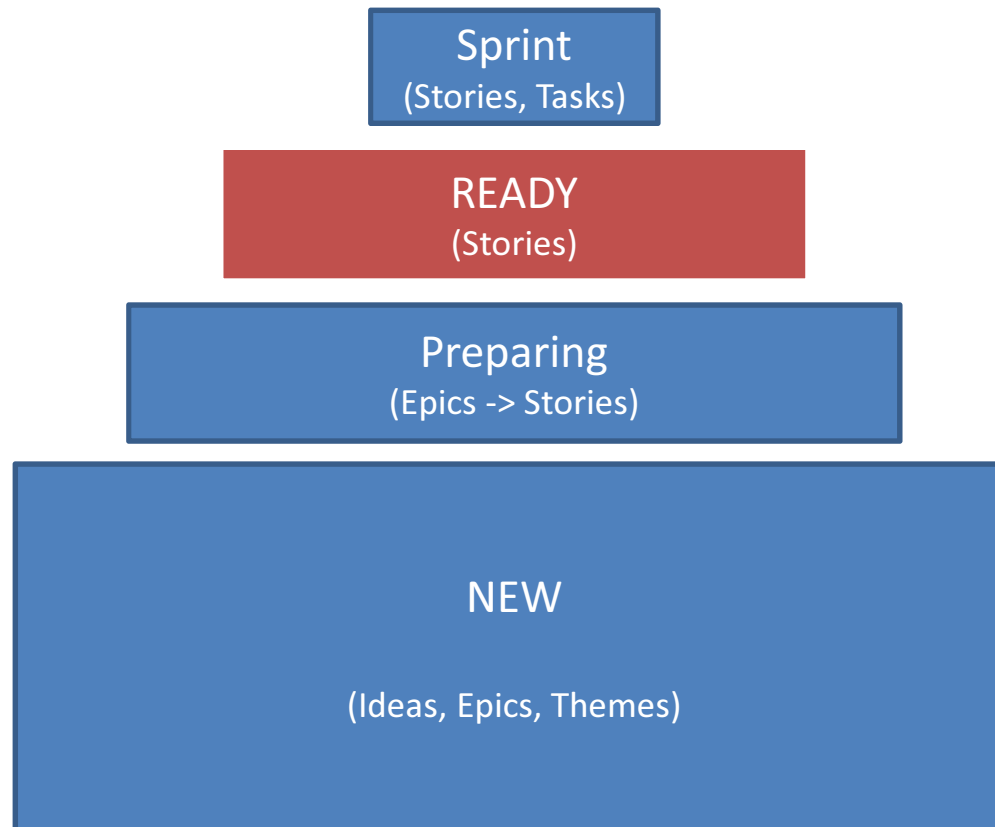 Sprint
(Stories, Tasks)
READY
(Stories)
Preparing
(Epics -> Stories)
NEW
(Ideas, Epics, Themes)